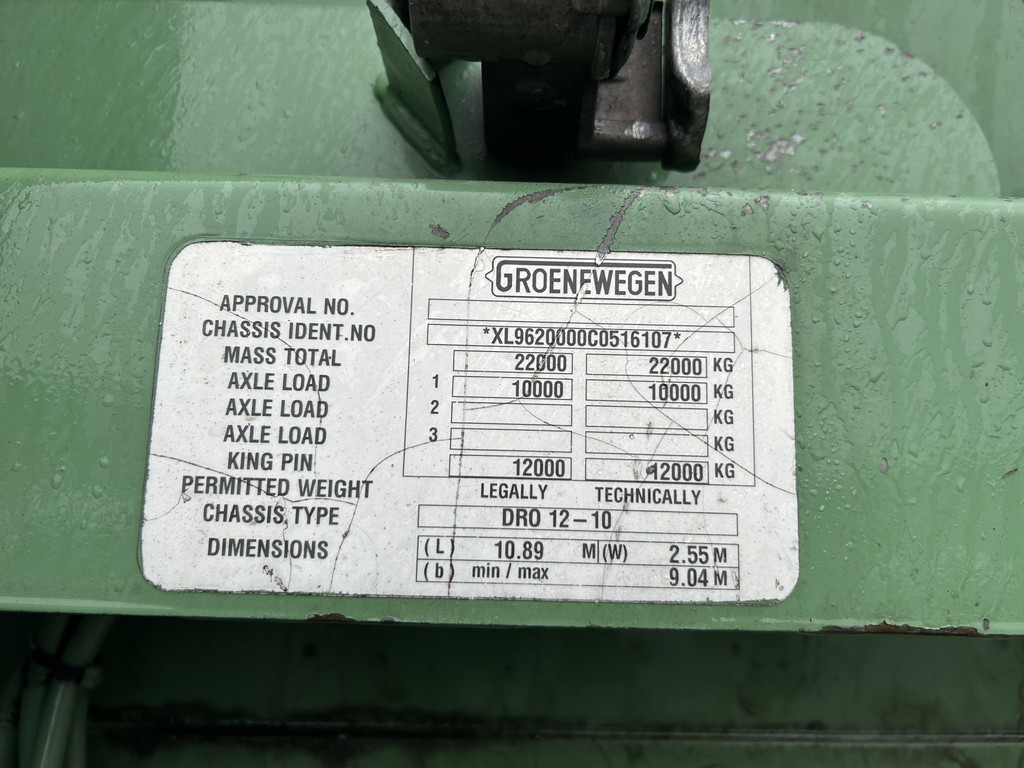 GROENEWEGEN
APPROVAL NO.
CHASSIS IDENT.NO *XL9620000C0516107*
MASS TOTAL 22000 22000 KG
AXLE LOAD 1 10000 10000 KG
AXLE LOAD 2 KG
AXLE LOAD 3 KG
KING PIN 12000 12000 KG
PERMITTED WEIGHT LEGALLY TECHNICALLY
CHASSIS TYPE DRO 12-10
DIMENSIONS (L) 10.89 M (W) 2.55 M
(b) min / max 9.04 M